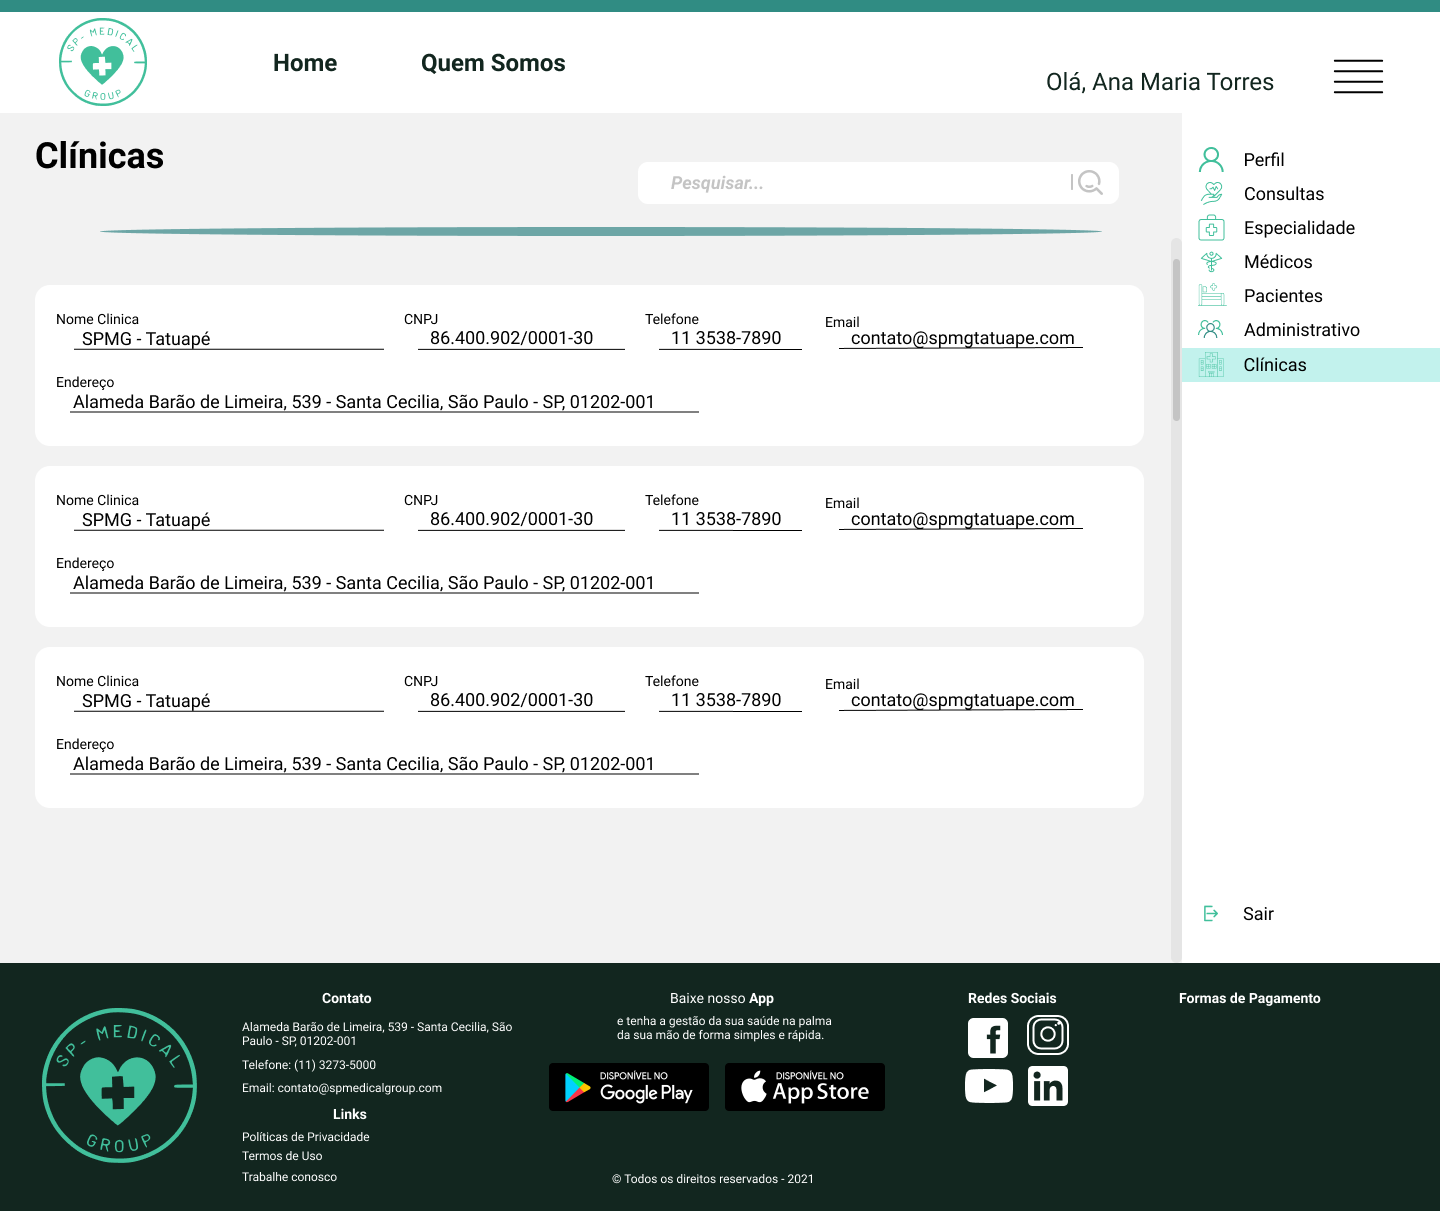 SP- MEDICAL
GROUP
Home
Quem Somos
Olá, Ana Maria Torres
Clínicas
Pesquisar...
Nome Clinica
CNPJ
Telefone
Email
SPMG - Tatuapé
86.400.902/0001-30
11 3538-7890
contato@spmgtatuape.com
Endereço
Alameda Barão de Limeira, 539 - Santa Cecilia, São Paulo - SP, 01202-001
Nome Clinica
CNPJ
Telefone
Email
SPMG - Tatuapé
86.400.902/0001-30
11 3538-7890
contato@spmgtatuape.com
Endereço
Alameda Barão de Limeira, 539 - Santa Cecilia, São Paulo - SP, 01202-001
Nome Clinica
CNPJ
Telefone
Email
SPMG - Tatuapé
86.400.902/0001-30
11 3538-7890
contato@spmgtatuape.com
Endereço
Alameda Barão de Limeira, 539 - Santa Cecilia, São Paulo - SP, 01202-001
Perfil
Consultas
Especialidade
Médicos
Pacientes
Administrativo
Clínicas
Sair
SP- MEDICAL
GROUP
Contato
Alameda Barão de Limeira, 539 - Santa Cecilia, São
Paulo - SP, 01202-001
Telefone: (11) 3273-5000
Email: contato@spmedicalgroup.com
Links
Políticas de Privacidade
Termos de Uso
Trabalhe conosco
Baixe nosso App
e tenha a gestão da sua saúde na palma
da sua mão de forma simples e rápida.
DISPONÍVEL NO
Google Play
DISPONÍVEL NO
App Store
© Todos os direitos reservados - 2021
Redes Sociais
Formas de Pagamento